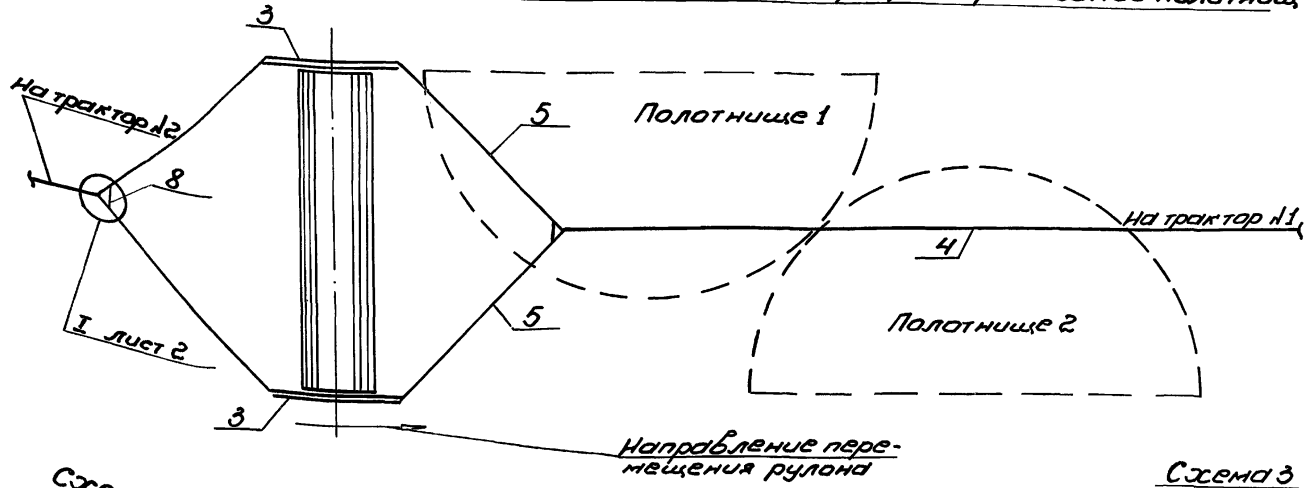 полотнищ
3
На трактор №2
5
Полотнище 1
8
На трактор №1
4
I лист 2
5
Полотнище 2
3
Направление пере-
мещения рулона
Схема 3